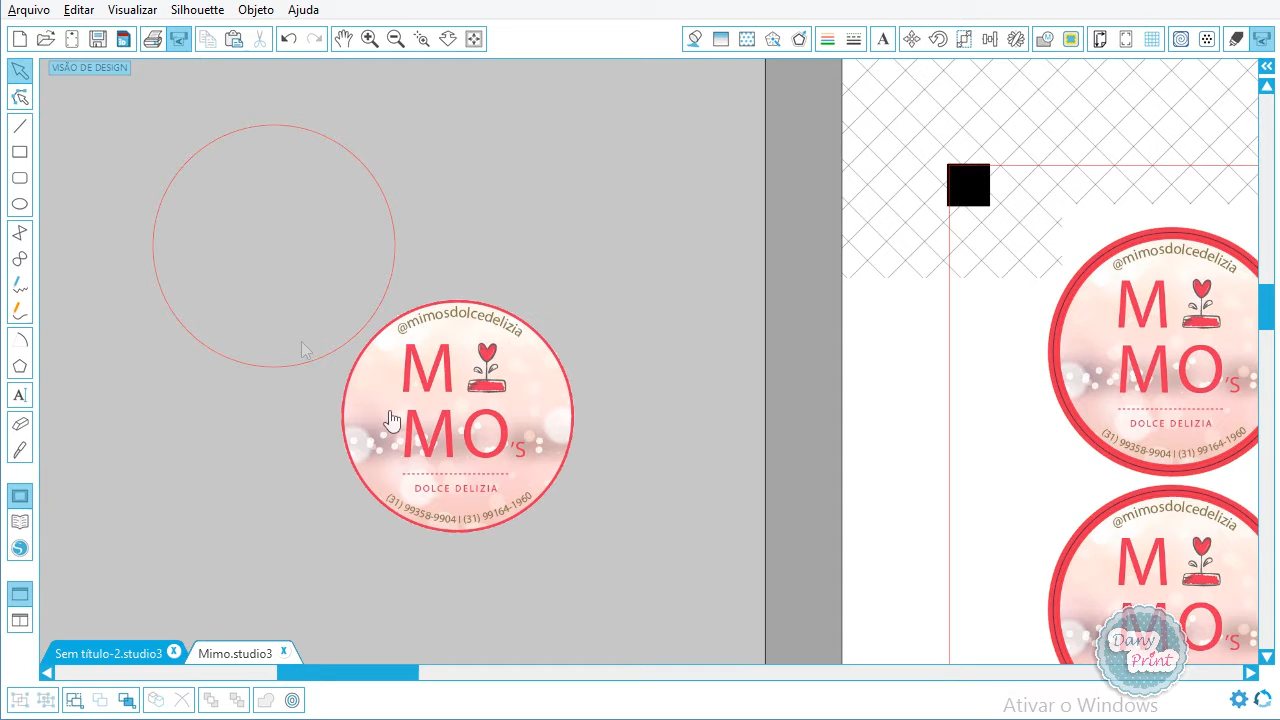 Arquivo Editar Visualizar Silhouette Objeto Ajuda
VISÃO DE DESIGN
@mimosdolcedelizia
M
MO'S
DOLCE DELIZIA
(31) 99358-9904 | (31) 99164-1960
@mimosdolcedelizia
M
MO'S
DOLCE DELIZIA
(31) 99358-9904 | (31) 99164-1960
@mimosdolcedelizia
M
MO'S
Dany
Print
Sem título-2.studio3 x Mimo.studio3 x
Ativar o Windows